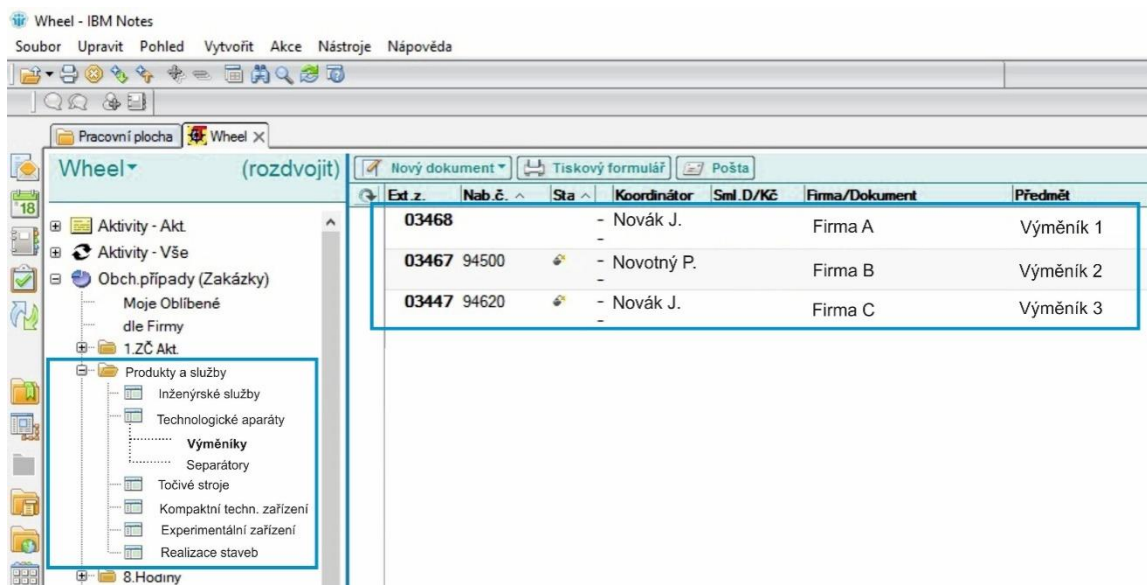 Wheel - IBM Notes
Soubor Upravit Pohled Vytvořit Akce Nástroje Nápověda
Pracovní plocha Wheel
Wheel (rozdvojit) Nový dokument Tiskový formulář Pošta
Ext.z. Nab.č. Sta Koordinátor Sml.D/Kč Firma/Dokument Předmět
18
Aktivity - Akt.
Aktivity - Vše
Obch.případy (Zakázky)
Moje Oblíbené
dle Firmy
1.ZČ Akt.
Produkty a služby
Inženýrské služby
Technologické aparáty
Výměníky
Separátory
Točivé stroje
Kompaktní techn. zařízení
Experimentální zařízení
Realizace staveb
8.Hodiny
03468 - Novák J. Firma A Výměník 1
-
03467 94500 - Novotný P. Firma B Výměník 2
-
03447 94620 - Novák J. Firma C Výměník 3
-